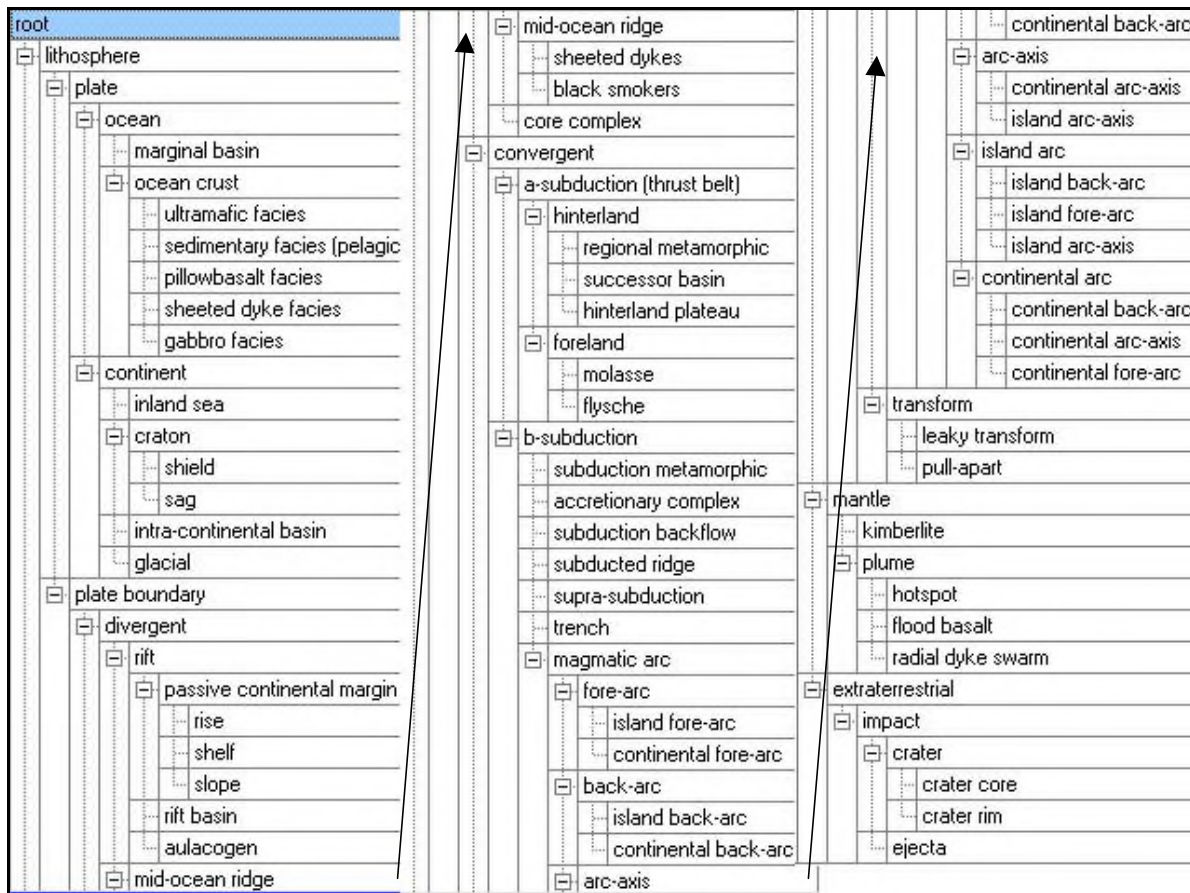 root
lithosphere
plate
ocean
marginal basin
ocean crust
ultramafic facies
sedimentary facies (pelagic
pillowbasalt facies
sheeted dyke facies
gabbro facies
continent
inland sea
craton
shield
sag
intra-continental basin
glacial
plate boundary
divergent
rift
passive continental margin
rise
shelf
slope
rift basin
aulacogen
mid-ocean ridge
mid-ocean ridge
sheeted dykes
black smokers
core complex
convergent
a-subduction (thrust belt)
hinterland
regional metamorphic
successor basin
hinterland plateau
foreland
molasse
flysche
b-subduction
subduction metamorphic
accretionary complex
subduction backflow
subducted ridge
supra-subduction
trench
magmatic arc
fore-arc
island fore-arc
continental fore-arc
back-arc
island back-arc
continental back-arc
arc-axis
continental back-arc
arc-axis
continental arc-axis
island arc-axis
island arc
island back-arc
island fore-arc
island arc-axis
continental arc
continental back-arc
continental arc-axis
continental fore-arc
transform
leaky transform
pull-apart
mantle
kimberlite
plume
hotspot
flood basalt
radial dyke swarm
extraterrestrial
impact
crater
crater core
crater rim
ejecta